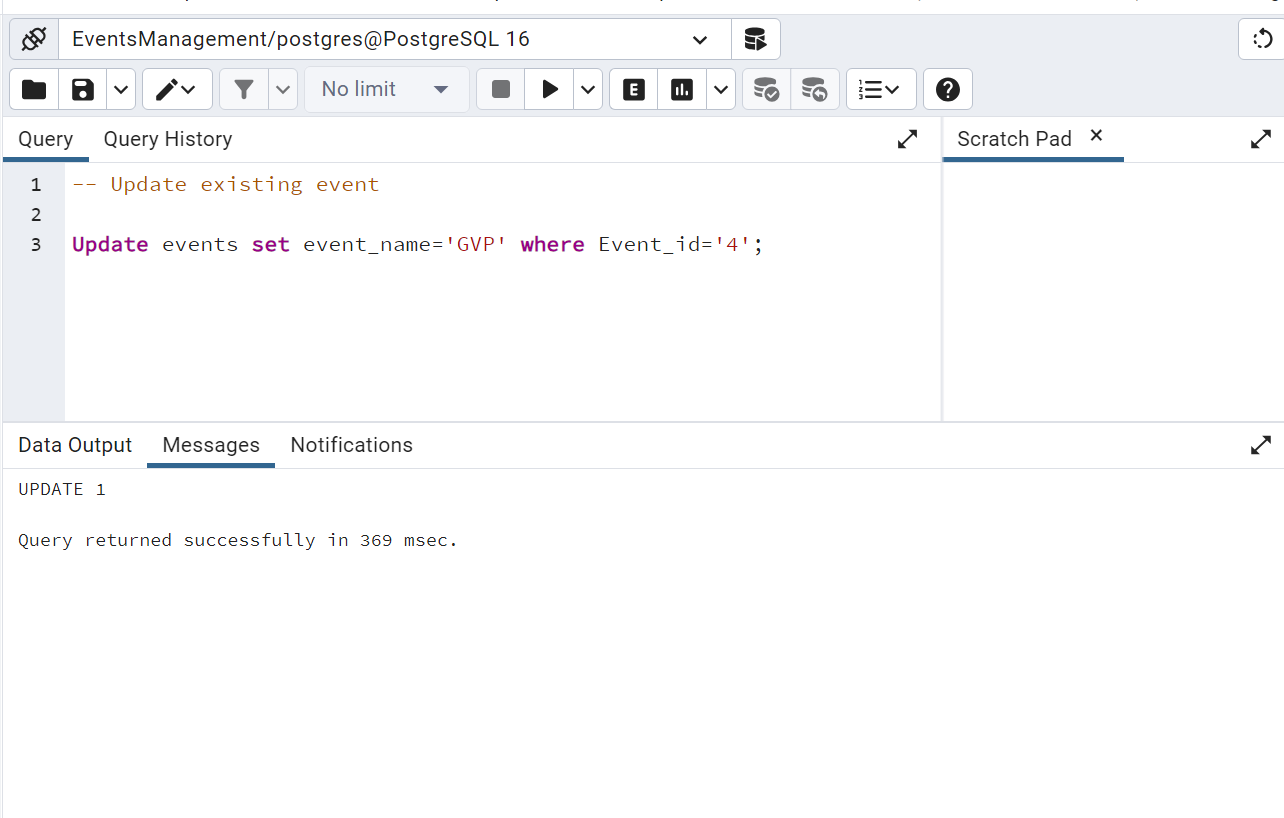 EventsManagement/postgres@PostgreSQL 16
No limit
E
Query Query History
Scratch Pad
1 -- Update existing event
2
3 Update events set event_name='GVP' where Event_id='4';
Data Output Messages Notifications
UPDATE 1
Query returned successfully in 369 msec.